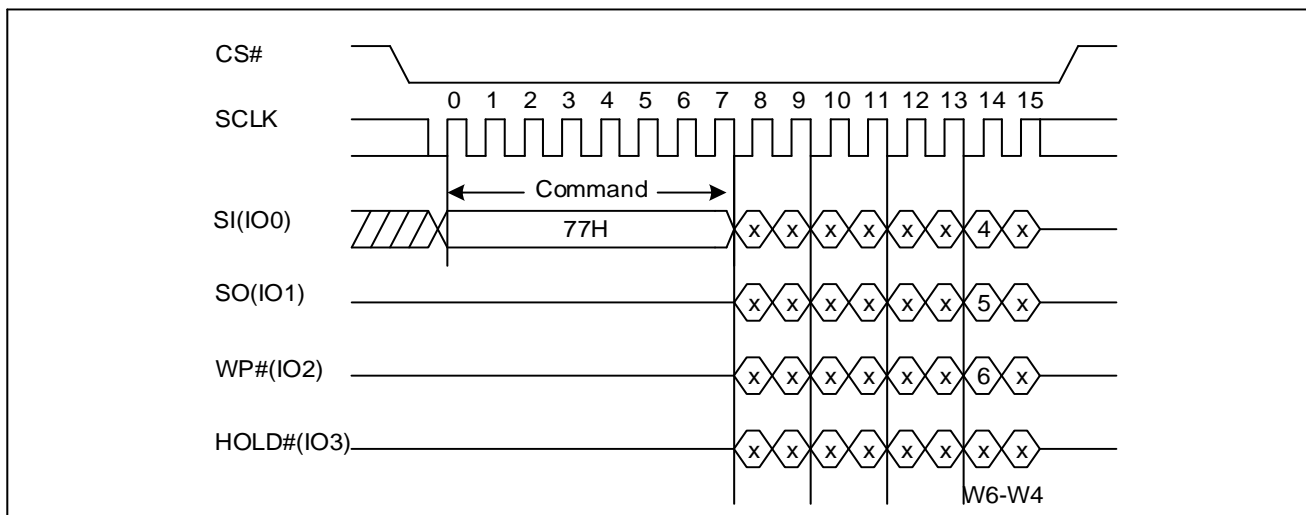 CS#
0 1 2 3 4 5 6 7 8 9 10 11 12 13 14 15
SCLK
Command
SI(IO0) 77H x x x x x x 4 x
SO(IO1) x x x x x x 5 x
WP#(IO2) x x x x x x 6 x
HOLD#(IO3) x x x x x x x x
W6-W4